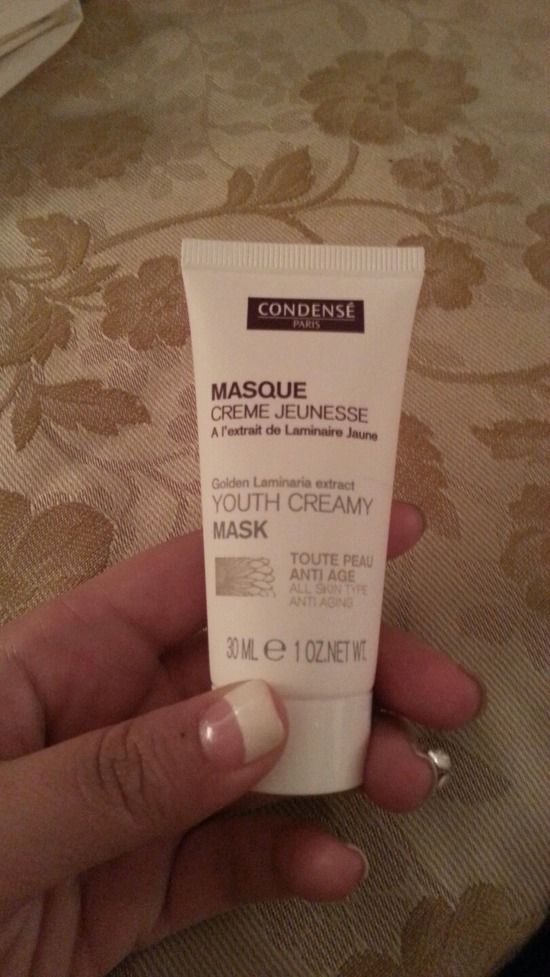 CONDENSÉ
PARIS
MASQUE
CREME JEUNESSE
A l'extrait de Laminaire Jaune
Golden Laminaria extract
YOUTH CREAMY
MASK
TOUTE PEAU
ANTI AGE
ALL SKIN TYPE
ANTI AGING
30 ML e 1 OZ.NET WT.